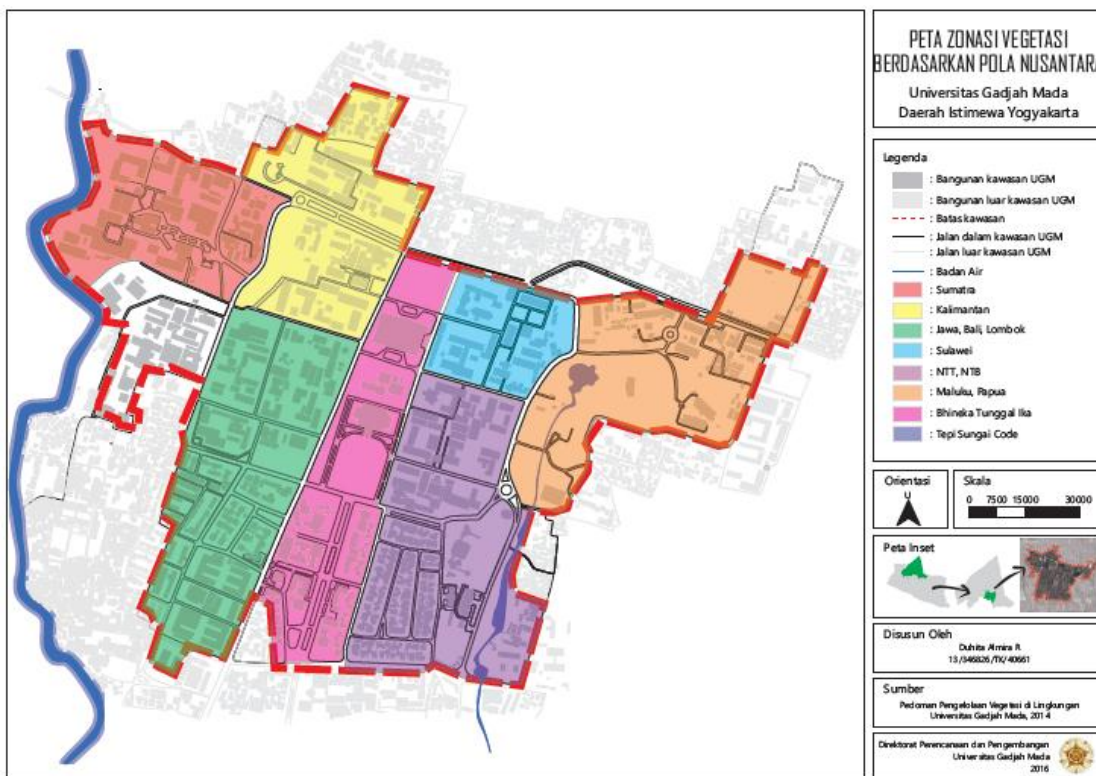 PETA ZONASI VEGETASI
BERDASARKAN POLA NUSANTARA
Universitas Gadjah Mada
Daerah Istimewa Yogyakarta
Legenda
: Bangunan kawasan UGM
: Bangunan luar kawasan UGM
: Batas kawasan
: Jalan dalam kawasan UGM
: Jalan luar kawasan UGM
: Badan Air
: Sumatra
: Kalimantan
: Jawa, Bali, Lombok
: Sulawei
: NTT, NTB
: Maluku, Papua
: Bhineka Tunggal Ika
: Tepi Sungai Code
Orientasi
U
Skala
0 7500 15000 30000
Peta Inset
Disusun Oleh
Duhita Almira R
13/346826/TK/40661
Sumber
Pedoman Pengelolaan Vegetasi di Lingkungan
Universitas Gadjah Mada, 2014
Direktorat Perencanaan dan Pengembangan
Universitas Gadjah Mada
2016